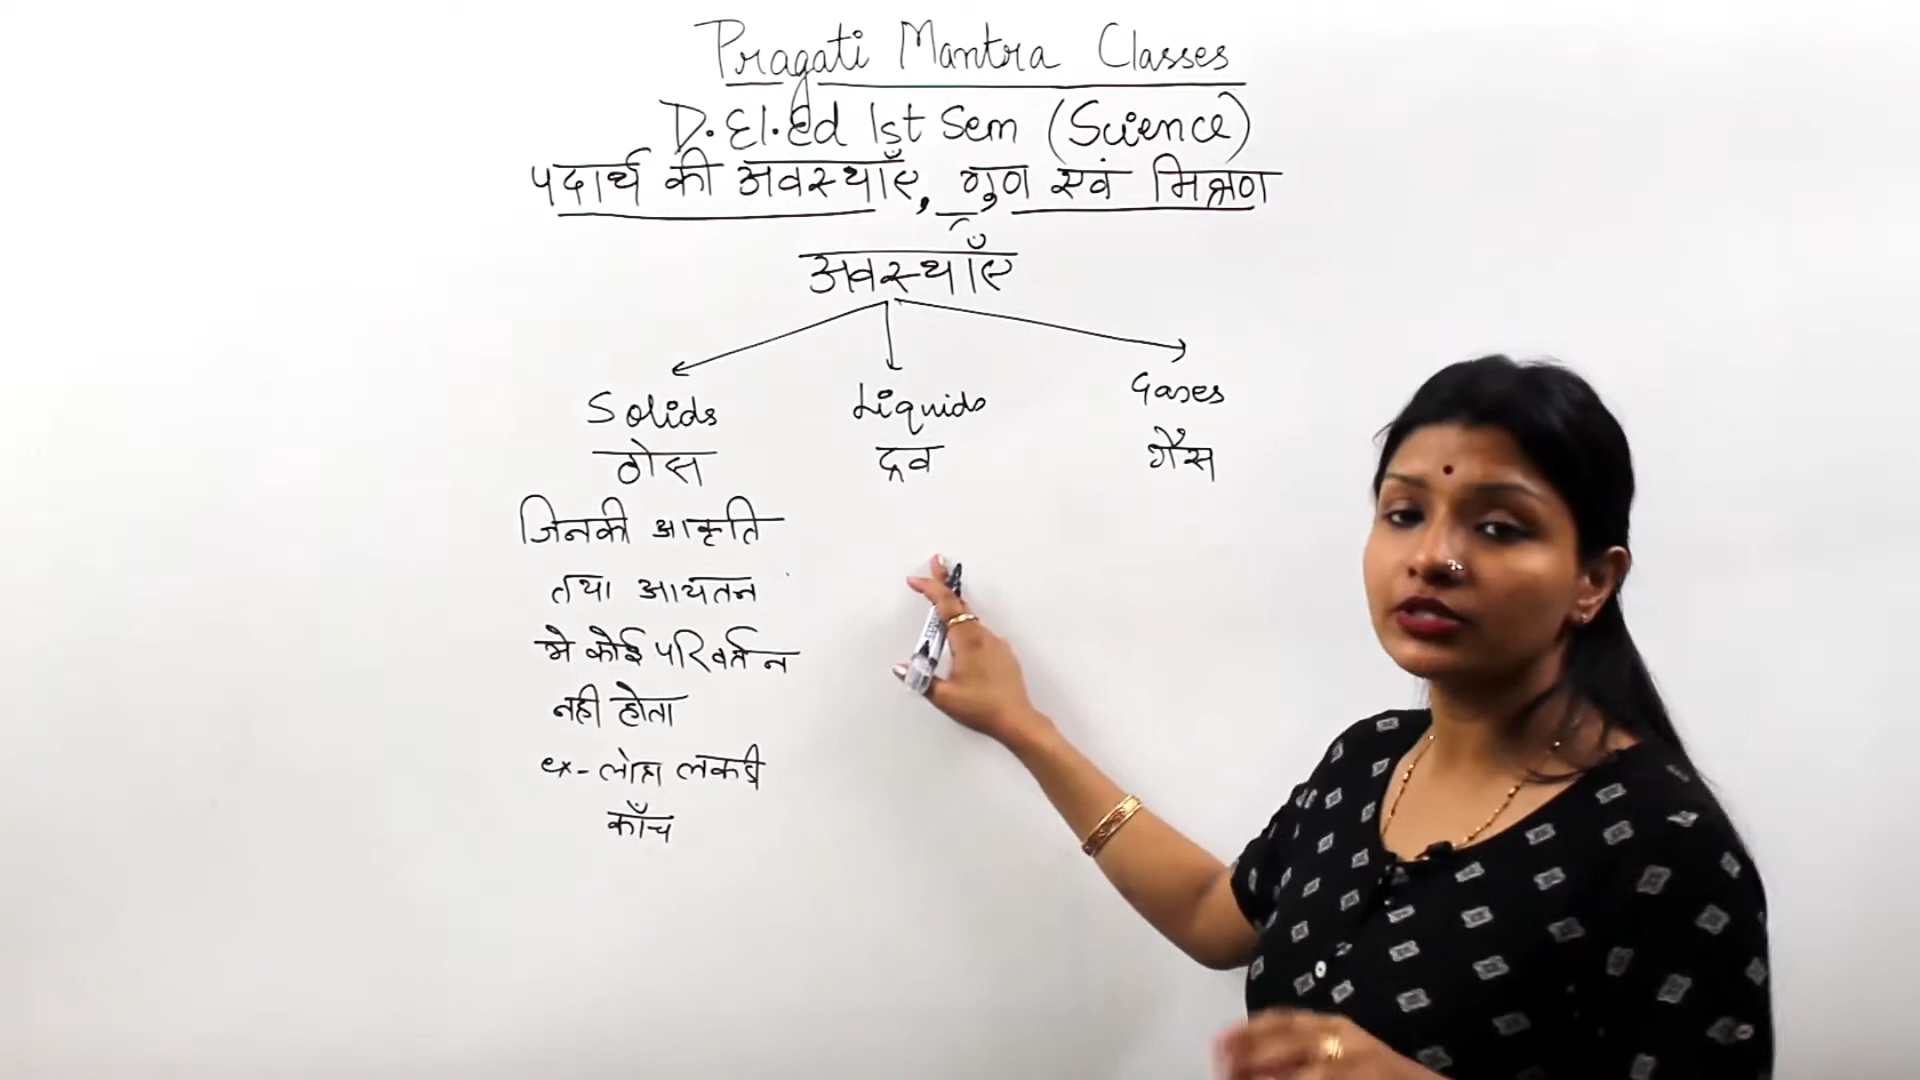 Pragati Mantra Classes
D.El.Ed 1st Sem (Science)
पदार्थ की अवस्थाएँ, गुण एवं मिश्रण
अवस्थाएँ
Solids Liquids Gases
ठोस द्रव गैस
जिनकी आकृति
तथा आयतन
मे कोई परिवर्तन
नही होता
ex- लोहा लकडी
काँच